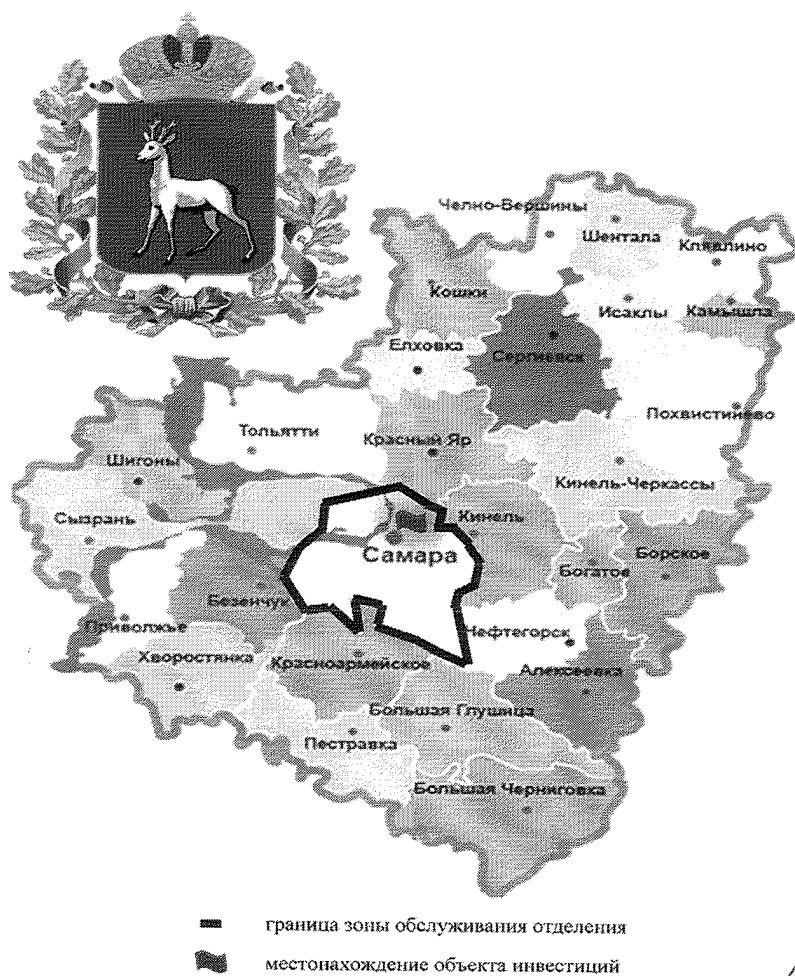 Челно-Вершины
Шентала
Клявлино
Кошки
Исаклы
Камышла
Елховка
Сергиевск
Похвистнево
Тольятти
Красный Яр
Шигоны
Кинель-Черкассы
Сызрань
Кинель
Самара
Борское
Богатое
Безенчук
Приволжье
Нефтегорск
Хворостянка
Красноармейское
Алексеевка
Большая Глушица
Пестравка
Большая Черниговка
граница зоны обслуживания отделения
местонахождение объекта инвестиций